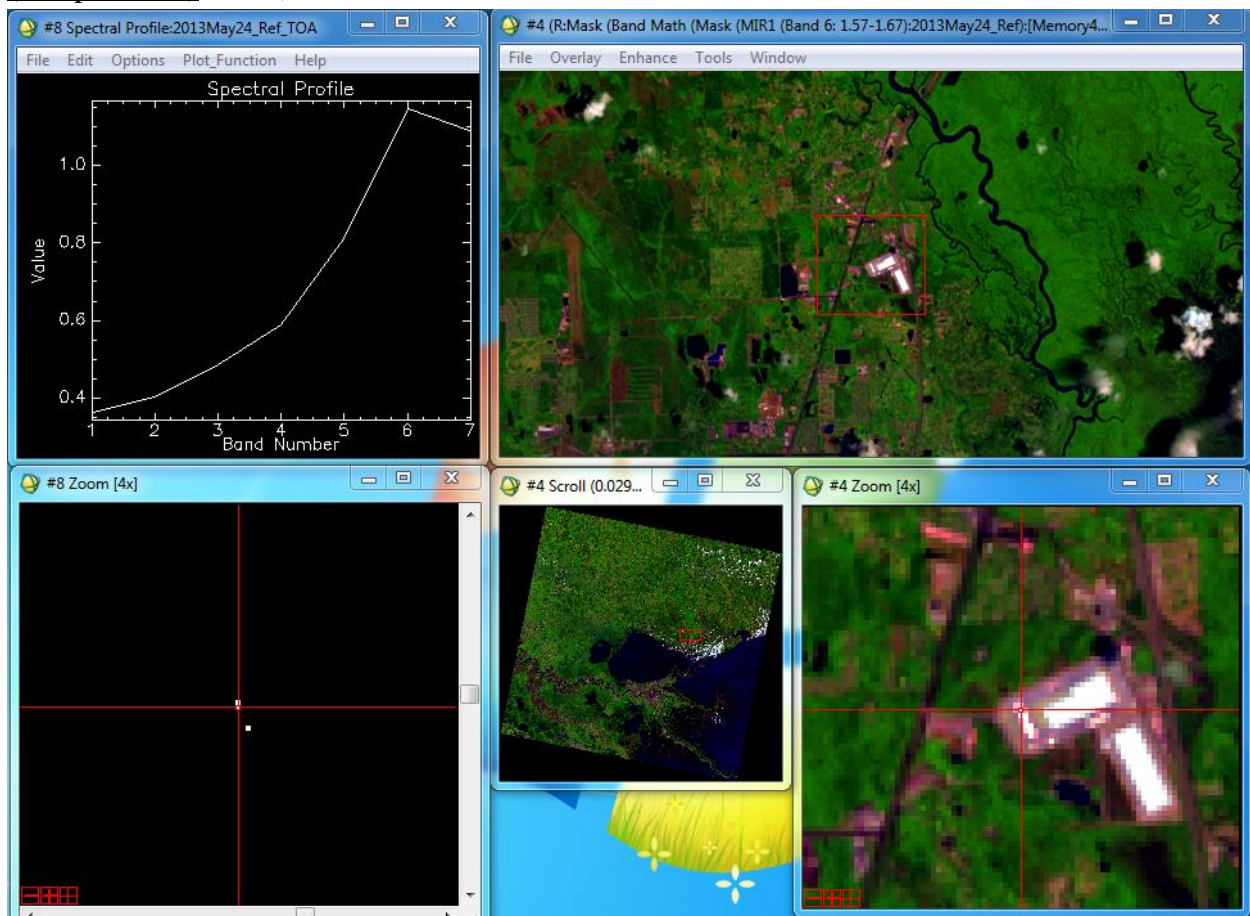 #8 Spectral Profile:2013May24_Ref_TOA
File Edit Options Plot_Function Help
Spectral Profile
1.0
0.8
0.6
0.4
Value
1 2 3 4 5 6 7
Band Number
#4 (R:Mask (Band Math (Mask (MIR1 (Band 6: 1.57-1.67):2013May24_Ref):[Memory4...
File Overlay Enhance Tools Window
#8 Zoom [4x]
#4 Scroll (0.029...
#4 Zoom [4x]